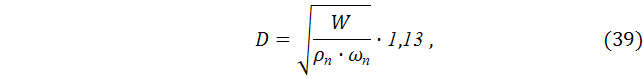 D = √(W / (ρₙ · ωₙ)) · 1,13 , (39)